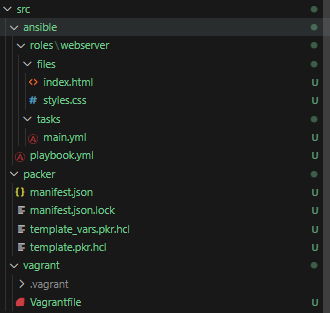 src
ansible
roles\webserver
files
<> index.html U
# styles.css U
tasks
A main.yml U
A playbook.yml U
packer
{} manifest.json U
manifest.json.lock U
template_vars.pkr.hcl U
template.pkr.hcl U
vagrant
.vagrant
Vagrantfile U